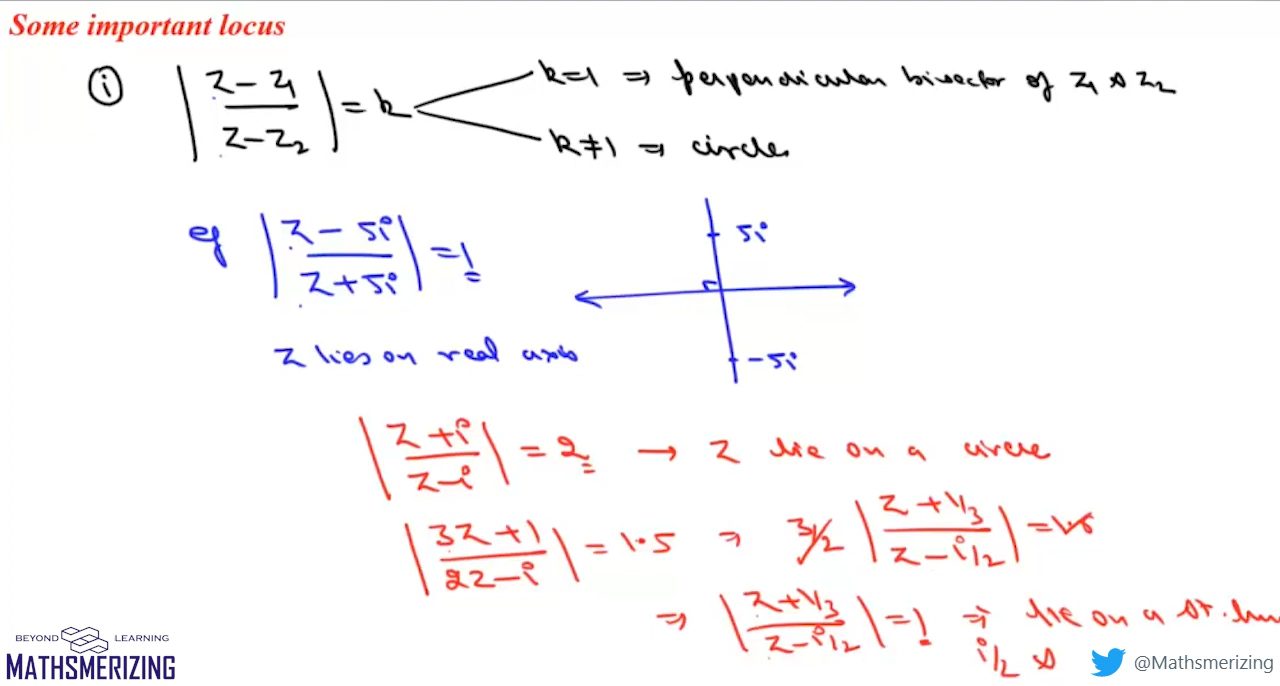 Some important locus
(i) |z-z₁ / z-z₂| = k
k=1 ⇒ perpendicular bisector of z₁ & z₂
k≠1 ⇒ circle
eg |z-5i / z+5i| = 1
5i
z lies on real axis
-5i
|z+i / z-i| = 2 → z lie on a circle
|3z+1 / 2z-i| = 1.5 ⇒ 3/2 |z+1/3 / z-i/2| = 1.5
⇒ |z+1/3 / z-i/2| = 1 ⇒ lie on a st. line
i/2 &
BEYOND LEARNING
MATHSMERIZING
@Mathsmerizing